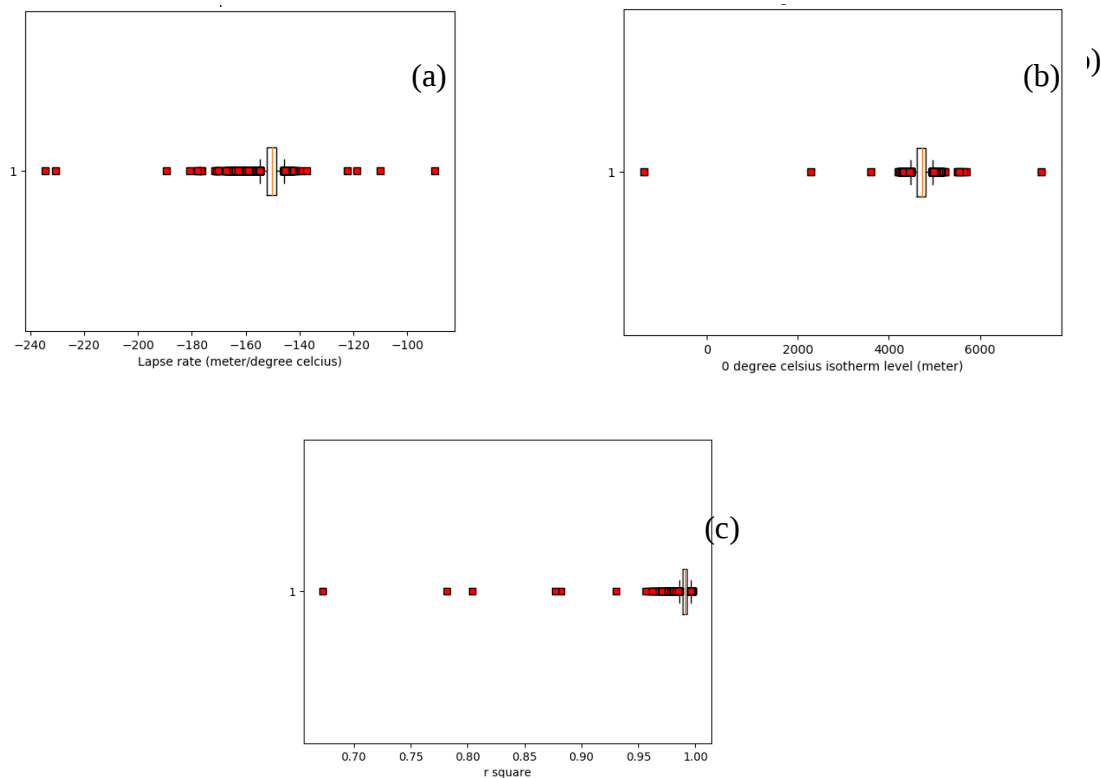 (a)
1
−240 −220 −200 −180 −160 −140 −120 −100
Lapse rate (meter/degree celcius)
(b)
1
0 2000 4000 6000
0 degree celsius isotherm level (meter)
(c)
1
0.70 0.75 0.80 0.85 0.90 0.95 1.00
r square